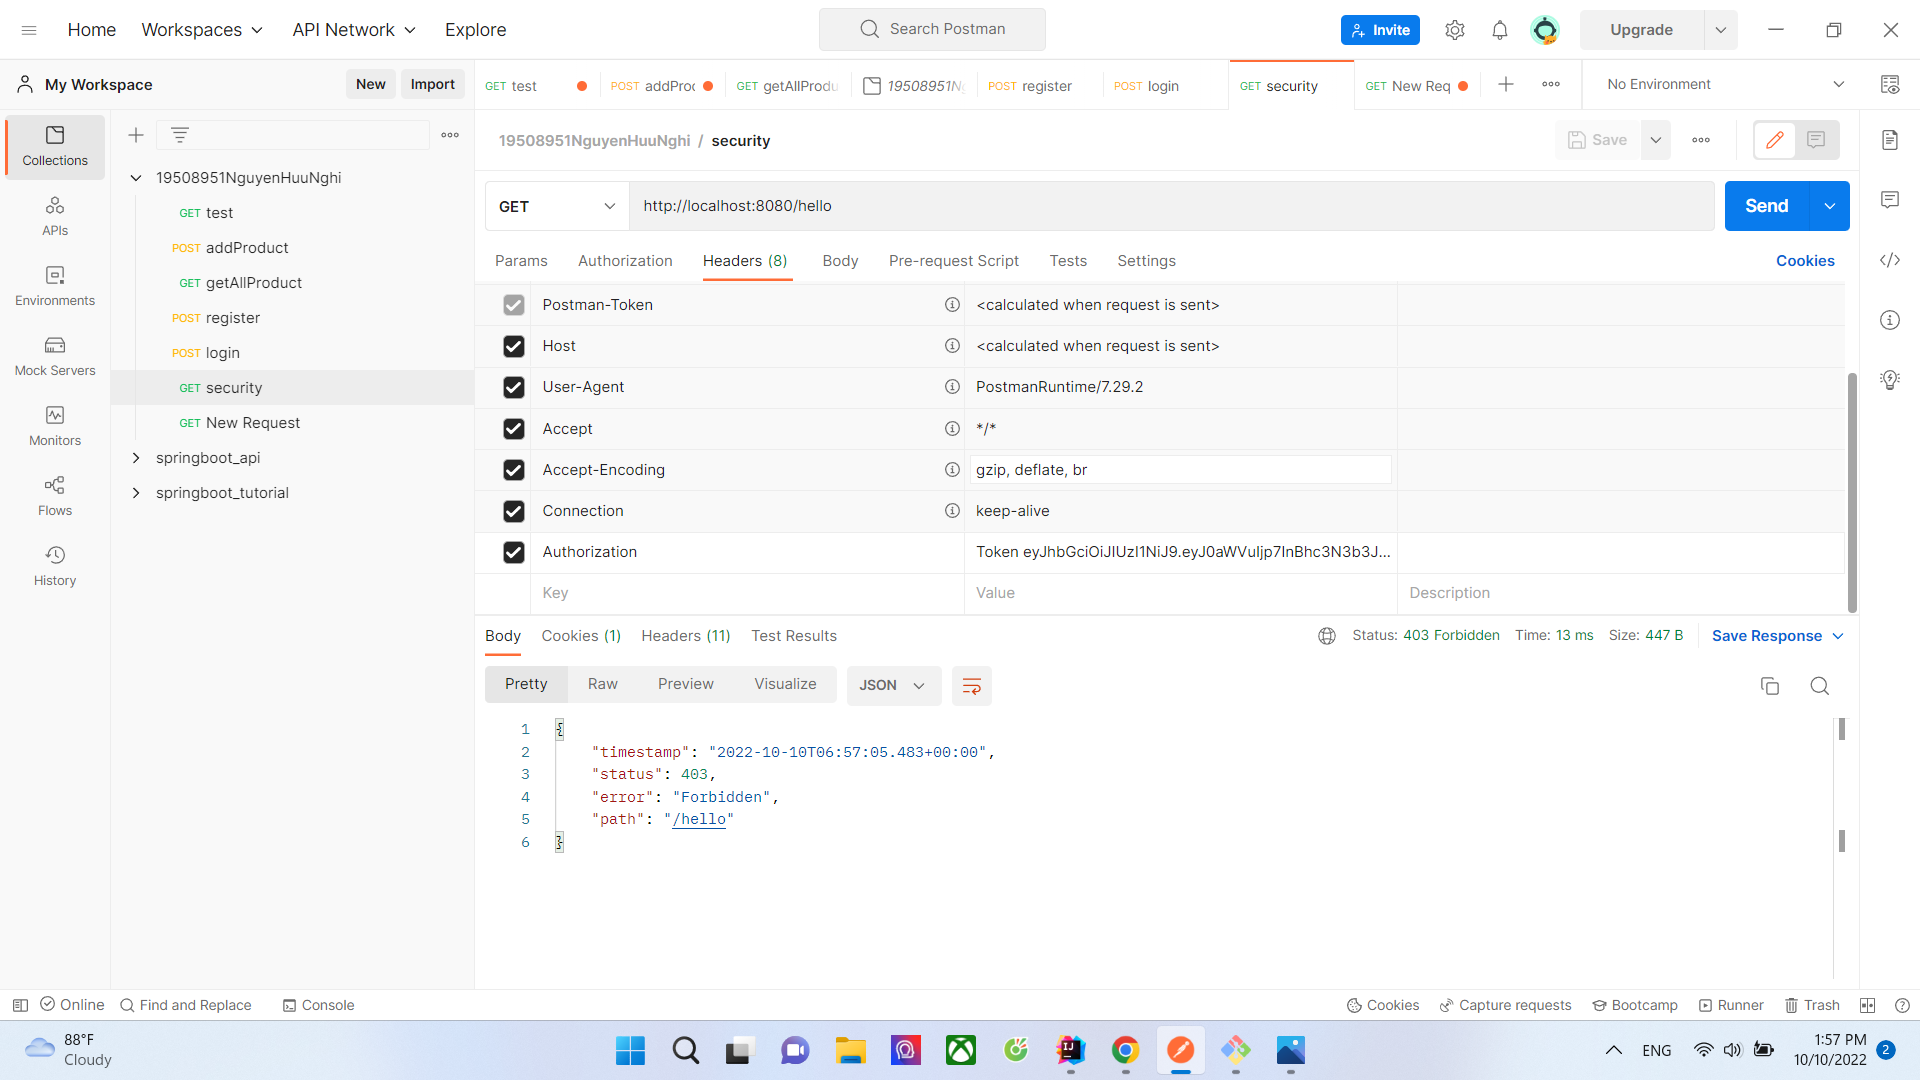 Home
Workspaces
API Network
Explore
Search Postman
Invite
Upgrade
My Workspace
New
Import
GET test
POST addProc
GET getAllProdu
19508951N
POST register
POST login
GET security
GET New Req
No Environment
Collections
APIs
Environments
Mock Servers
Monitors
Flows
History
19508951NguyenHuuNghi
GET test
POST addProduct
GET getAllProduct
POST register
POST login
GET security
GET New Request
springboot_api
springboot_tutorial
19508951NguyenHuuNghi / security
Save
GET
http://localhost:8080/hello
Send
Params
Authorization
Headers (8)
Body
Pre-request Script
Tests
Settings
Cookies
Postman-Token <calculated when request is sent>
Host <calculated when request is sent>
User-Agent PostmanRuntime/7.29.2
Accept */*
Accept-Encoding gzip, deflate, br
Connection keep-alive
Authorization Token eyJhbGciOiJIUzI1NiJ9.eyJ0aWVuIjp7InBhc3N3b3J...
Key Value Description
Body
Cookies (1)
Headers (11)
Test Results
Status: 403 Forbidden
Time: 13 ms
Size: 447 B
Save Response
Pretty
Raw
Preview
Visualize
JSON
1 {
2 "timestamp": "2022-10-10T06:57:05.483+00:00",
3 "status": 403,
4 "error": "Forbidden",
5 "path": "/hello"
6 }
Online
Find and Replace
Console
Cookies
Capture requests
Bootcamp
Runner
Trash
88°F
Cloudy
IJ
ENG
1:57 PM
10/10/2022
2